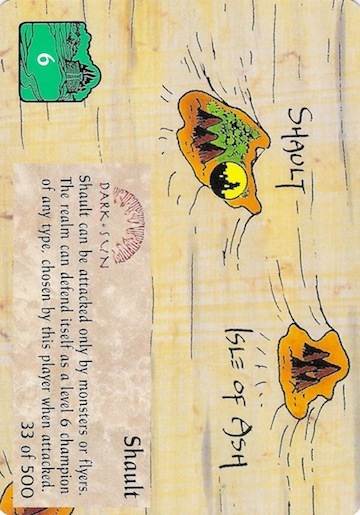 6
SHAULT
ISLE OF ASH
DARK•SUN
Shault
Shault can be attacked only by monsters or flyers.
The realm can defend itself as a level 6 champion
of any type, chosen by this player when attacked.
33 of 500